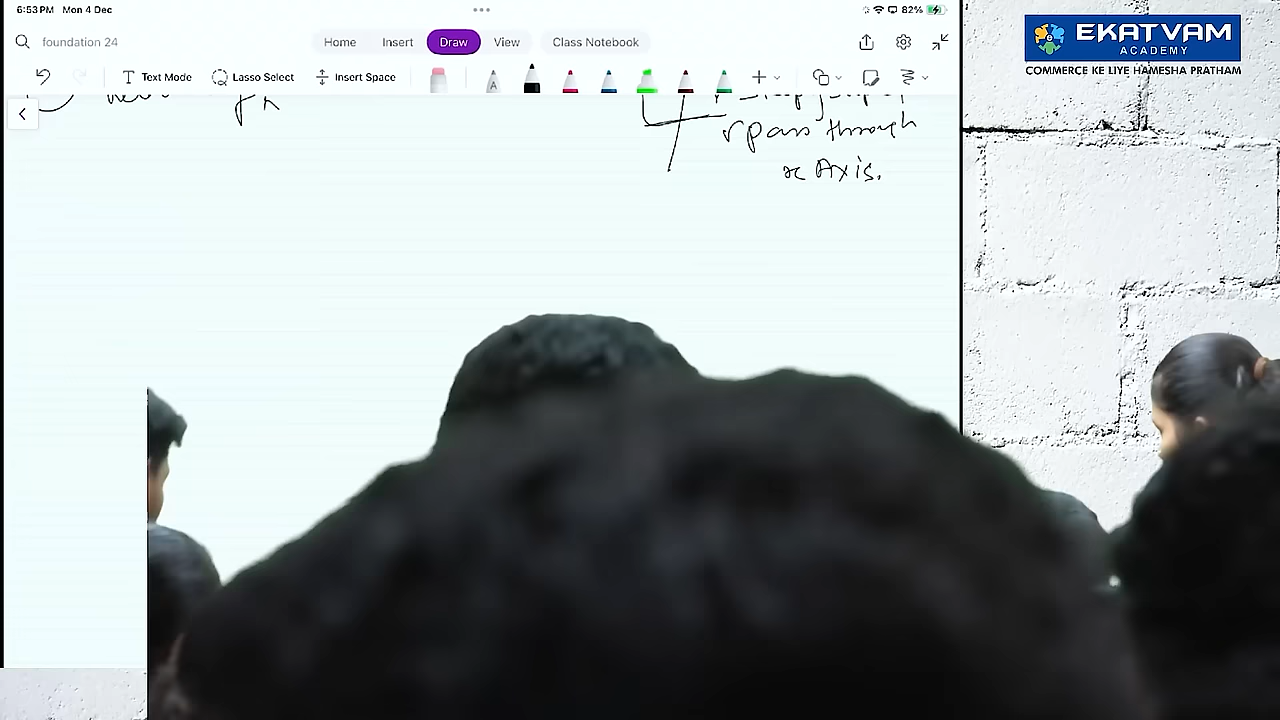 6:53 PM Mon 4 Dec
82%
foundation 24
Home Insert Draw View Class Notebook
Text Mode Lasso Select Insert Space
pass through
x Axis.
EKATVAM
ACADEMY
COMMERCE KE LIYE HAMESHA PRATHAM